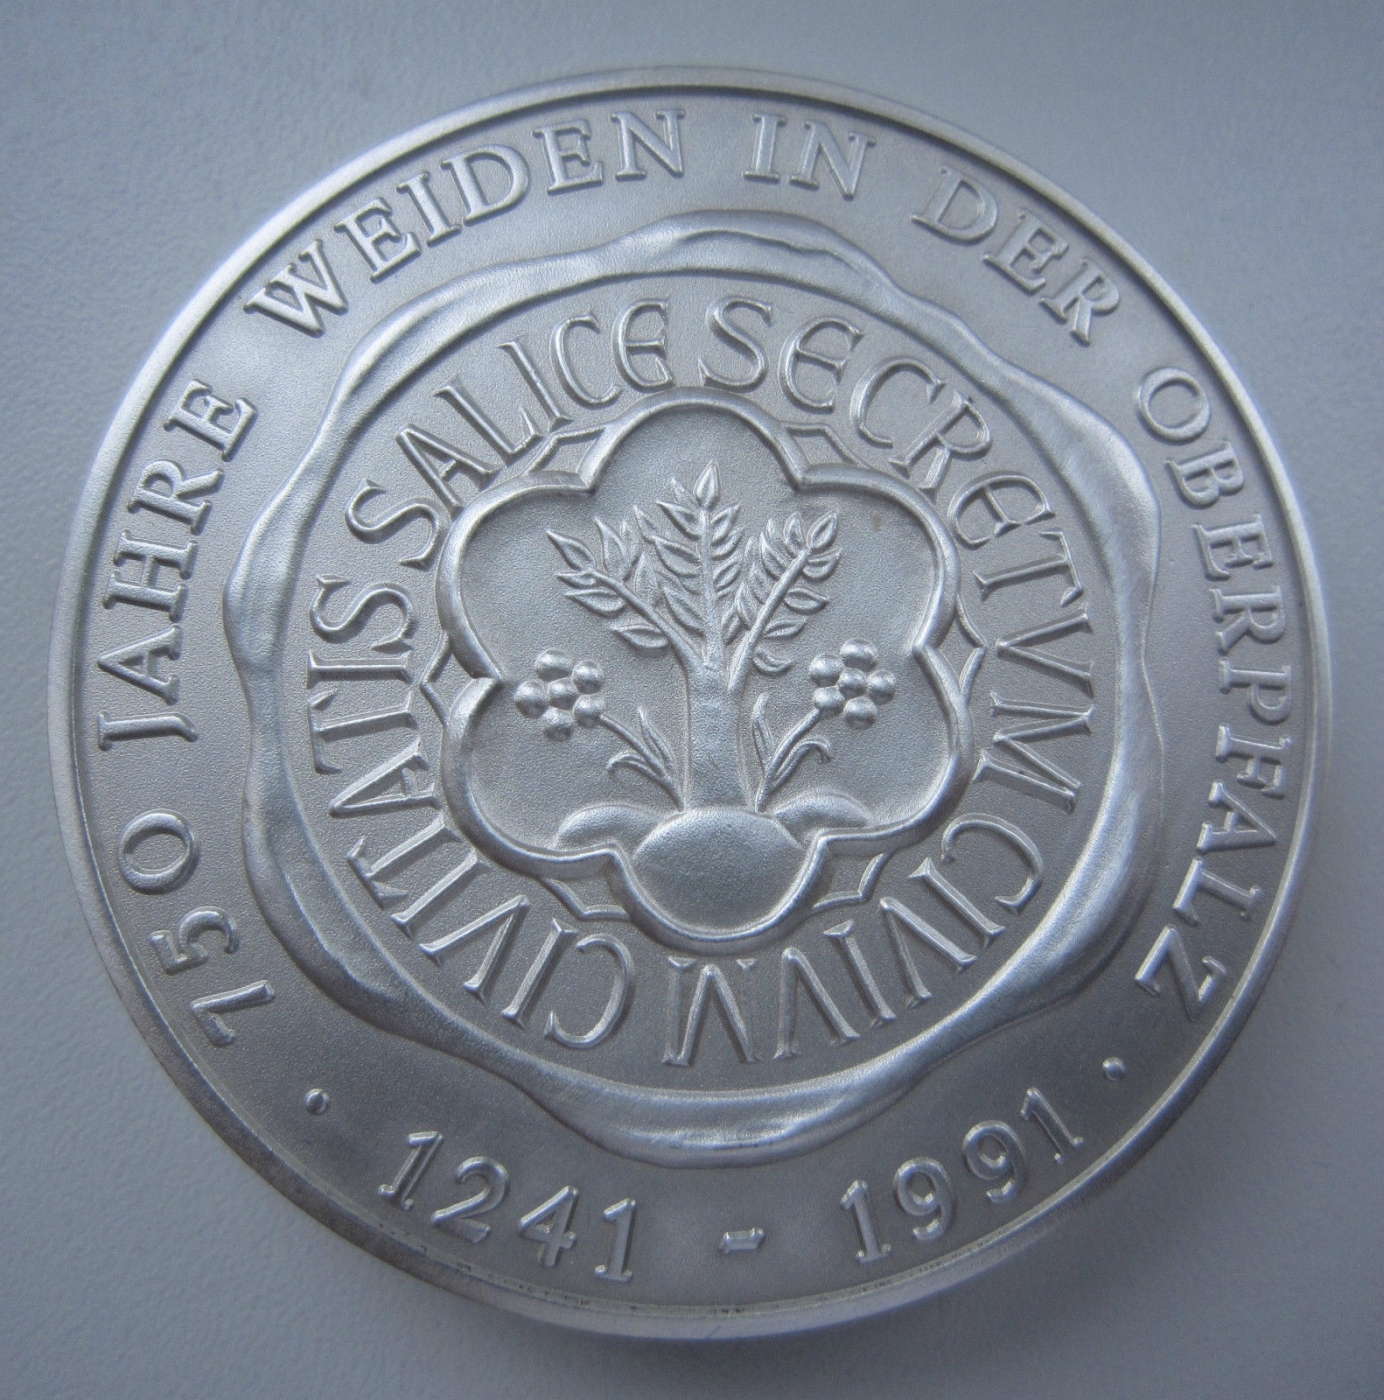 750 JAHRE WEIDEN IN DER OBERPFALZ
· 1241 - 1991 ·
SECRETVM CIVIVM CIVITATIS SALICE